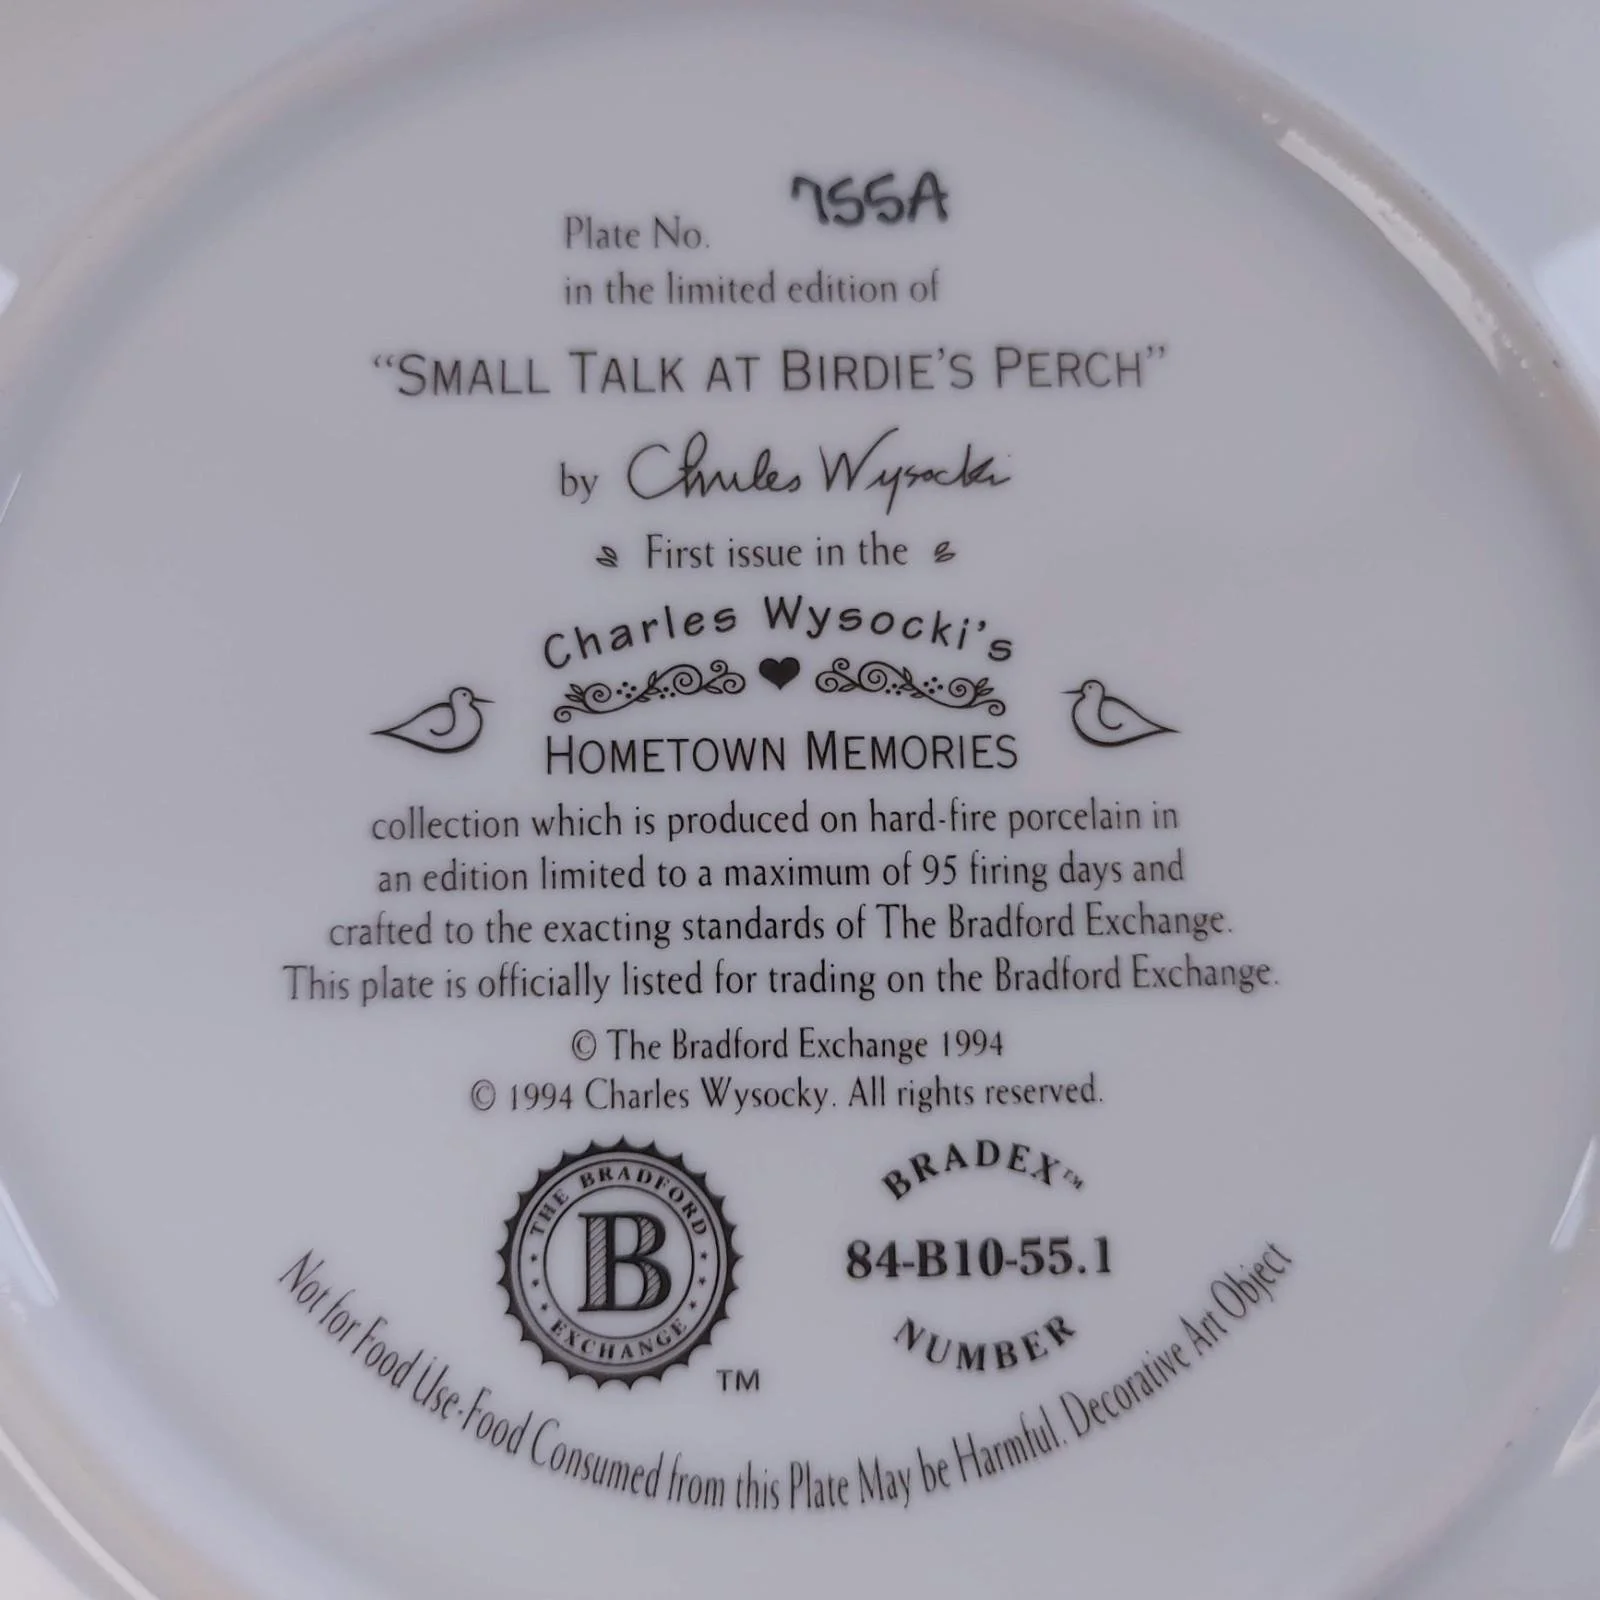 Plate No. 755A
in the limited edition of
“SMALL TALK AT BIRDIE’S PERCH”
by Charles Wysocki
First issue in the
Charles Wysocki’s
HOMETOWN MEMORIES
collection which is produced on hard-fire porcelain in
an edition limited to a maximum of 95 firing days and
crafted to the exacting standards of The Bradford Exchange.
This plate is officially listed for trading on the Bradford Exchange.
© The Bradford Exchange 1994
© 1994 Charles Wysocky. All rights reserved.
THE BRADFORD
B
EXCHANGE
TM
BRADEX™
84-B10-55.1
NUMBER
Not for Food Use-Food Consumed from this Plate May be Harmful. Decorative Art Object